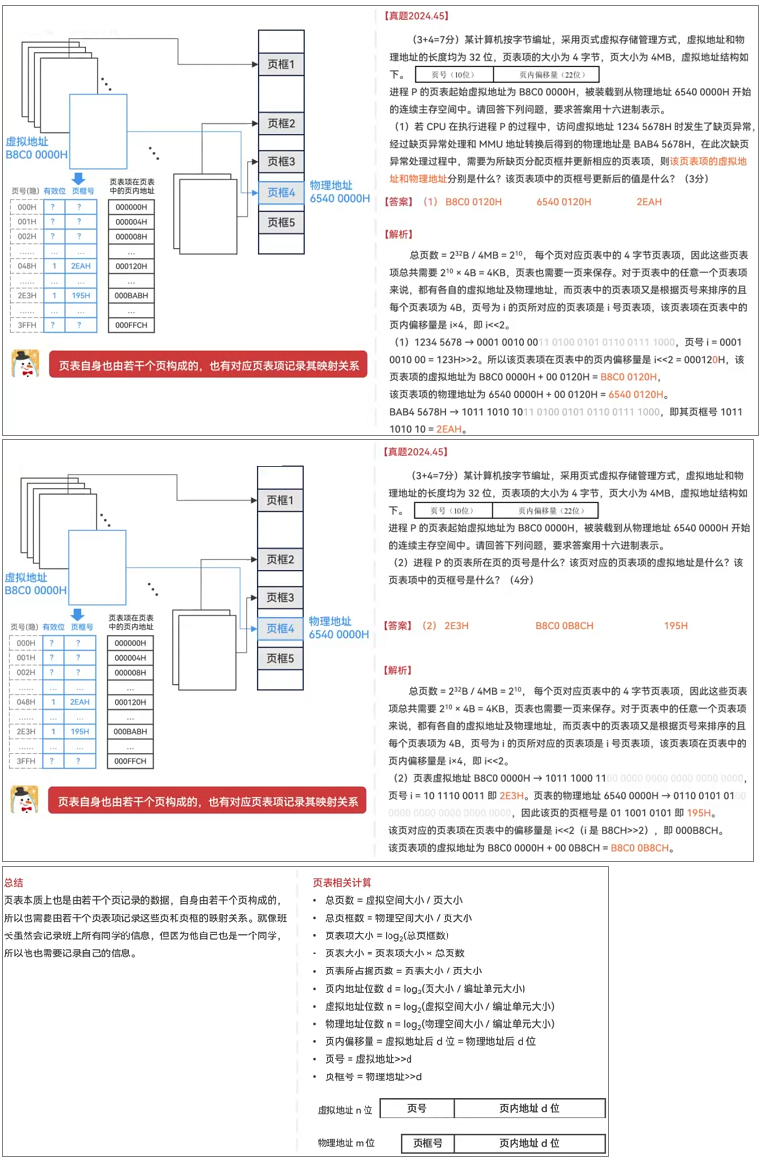 页框1
页框2
页框3
页框4
页框5
虚拟地址
B8C0 0000H
物理地址
6540 0000H
页号(隐) 有效位 页框号
页表项在页表
中的页内地址
000H ? ? 000000H
001H ? ? 000004H
002H ? ? 000008H
...... ... ...
048H 1 2EAH 000120H
2E3H 1 195H 000BABH
...... ... ...
3FFH ? ? 000FFCH
页表自身也由若干个页构成的，也有对应页表项记录其映射关系
【真题2024.45】
（3+4=7分）某计算机按字节编址，采用页式虚拟存储管理方式，虚拟地址和物
理地址的长度均为 32 位，页表项的大小为 4 字节，页大小为 4MB，虚拟地址结构如
下。 页号（10位） 页内偏移量（22位）
进程 P 的页表起始虚拟地址为 B8C0 0000H，被装载到从物理地址 6540 0000H 开始
的连续主存空间中。请回答下列问题，要求答案用十六进制表示。
（1）若 CPU 在执行进程 P 的过程中，访问虚拟地址 1234 5678H 时发生了缺页异常，
经过缺页异常处理和 MMU 地址转换后得到的物理地址是 BAB4 5678H，在此次缺页
异常处理过程中，需要为所缺页分配页框并更新相应的页表项，则该页表项的虚拟地
址和物理地址分别是什么？该页表项中的页框号更新后的值是什么？（3分）
【答案】（1） B8C0 0120H 6540 0120H 2EAH
【解析】
总页数 = 2³²B / 4MB = 2¹⁰， 每个页对应页表中的 4 字节页表项，因此这些页表
项总共需要 2¹⁰ × 4B = 4KB，页表也需要一页来保存。对于页表中的任意一个页表项
来说，都有各自的虚拟地址及物理地址，而页表中的页表项又是根据页号来排序的且
每个页表项为 4B，页号为 i 的页所对应的页表项是 i 号页表项，该页表项在页表中的
页内偏移量是 i×4，即 i<<2。
（1）1234 5678 → 0001 0010 0011 0100 0101 0110 0111 1000，页号 i = 0001
0010 00 = 123H>>2。所以该页表项在页表中的页内偏移量是 i<<2 = 000120H，该
页表项的虚拟地址为 B8C0 0000H + 00 0120H = B8C0 0120H，
该页表项的物理地址为 6540 0000H + 00 0120H = 6540 0120H。
BAB4 5678H → 1011 1010 1011 0100 0101 0110 0111 1000，即其页框号 1011
1010 10 = 2EAH。
页框1
页框2
页框3
页框4
页框5
虚拟地址
B8C0 0000H
物理地址
6540 0000H
页号(隐) 有效位 页框号
页表项在页表
中的页内地址
000H ? ? 000000H
001H ? ? 000004H
002H ? ? 000008H
...... ... ...
048H 1 2EAH 000120H
2E3H 1 195H 000BABH
...... ... ...
3FFH ? ? 000FFCH
页表自身也由若干个页构成的，也有对应页表项记录其映射关系
【真题2024.45】
（3+4=7分）某计算机按字节编址，采用页式虚拟存储管理方式，虚拟地址和物
理地址的长度均为 32 位，页表项的大小为 4 字节，页大小为 4MB，虚拟地址结构如
下。 页号（10位） 页内偏移量（22位）
进程 P 的页表起始虚拟地址为 B8C0 0000H，被装载到从物理地址 6540 0000H 开始
的连续主存空间中。请回答下列问题，要求答案用十六进制表示。
（2）进程 P 的页表所在页的页号是什么？该页对应的页表项的虚拟地址是什么？该
页表项中的页框号是什么？（4分）
【答案】（2） 2E3H B8C0 0B8CH 195H
【解析】
总页数 = 2³²B / 4MB = 2¹⁰， 每个页对应页表中的 4 字节页表项，因此这些页表
项总共需要 2¹⁰ × 4B = 4KB，页表也需要一页来保存。对于页表中的任意一个页表项
来说，都有各自的虚拟地址及物理地址，而页表中的页表项又是根据页号来排序的且
每个页表项为 4B，页号为 i 的页所对应的页表项是 i 号页表项，该页表项在页表中的
页内偏移量是 i×4，即 i<<2。
（2）页表虚拟地址 B8C0 0000H → 1011 1000 1100 0000 0000 0000 0000 0000，
页号 i = 10 1110 0011 即 2E3H。页表的物理地址 6540 0000H → 0110 0101 0100
0000 0000 0000 0000 0000，因此该页的页框号是 01 1001 0101 即 195H。
该页对应的页表项在页表中的偏移量是 i<<2（i 是 B8CH>>2），即 000B8CH。
该页表项的虚拟地址为 B8C0 0000H + 00 0B8CH = B8C0 0B8CH。
总结
页表本质上也是由若干个页记录的数据，自身由若干个页构成的，
所以也需要由若干个页表项记录这些页和页框的映射关系。就像班
长虽然会记录班上所有同学的信息，但因为他自己也是一个同学，
所以他也需要记录自己的信息。
页表相关计算
• 总页数 = 虚拟空间大小 / 页大小
• 总页框数 = 物理空间大小 / 页大小
• 页表项大小 = log₂(总页框数)
• 页表大小 = 页表项大小 × 总页数
• 页表所占据页数 = 页表大小 / 页大小
• 页内地址位数 d = log₂(页大小 / 编址单元大小)
• 虚拟地址位数 n = log₂(虚拟空间大小 / 编址单元大小)
• 物理地址位数 n = log₂(物理空间大小 / 编址单元大小)
• 页内偏移量 = 虚拟地址后 d 位 = 物理地址后 d 位
• 页号 = 虚拟地址>>d
• 页框号 = 物理地址>>d
虚拟地址 n 位 页号 页内地址 d 位
物理地址 m 位 页框号 页内地址 d 位